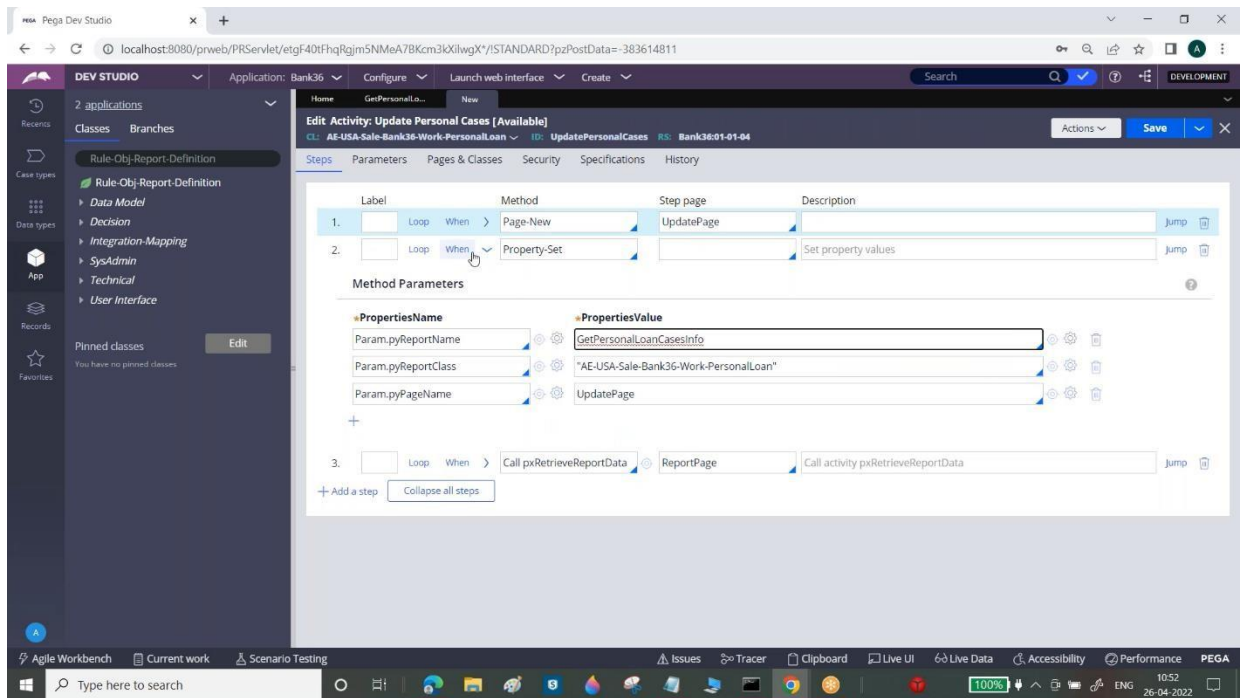 PEGA Pega Dev Studio
localhost:8080/prweb/PRServlet/etgF40tFhqRgjm5NMeA7BKcm3kXilwgX*/!STANDARD?pzPostData=-383614811
A
DEV STUDIO Application: Bank36 Configure Launch web interface Create Search DEVELOPMENT
2 applications
Home GetPersonalLo... New
Recents
Classes Branches
Edit Activity: Update Personal Cases [Available]
CL: AE-USA-Sale-Bank36-Work-PersonalLoan ID: UpdatePersonalCases RS: Bank36:01-01-04
Actions Save
Case types
Rule-Obj-Report-Definition
Steps Parameters Pages & Classes Security Specifications History
Rule-Obj-Report-Definition
Data types
Data Model
Decision
Integration-Mapping
SysAdmin
App
Technical
User Interface
Records
Pinned classes Edit
You have no pinned classes
Favorites
Label Method Step page Description
1. Loop When Page-New UpdatePage Jump
2. Loop When Property-Set Set property values Jump
Method Parameters
*PropertiesName *PropertiesValue
Param.pyReportName GetPersonalLoanCasesInfo
Param.pyReportClass "AE-USA-Sale-Bank36-Work-PersonalLoan"
Param.pyPageName UpdatePage
3. Loop When Call pxRetrieveReportData ReportPage Call activity pxRetrieveReportData Jump
Add a step Collapse all steps
A
Agile Workbench Current work Scenario Testing Issues Tracer Clipboard Live UI Live Data Accessibility Performance PEGA
Type here to search 100% ENG 10:52
26-04-2022